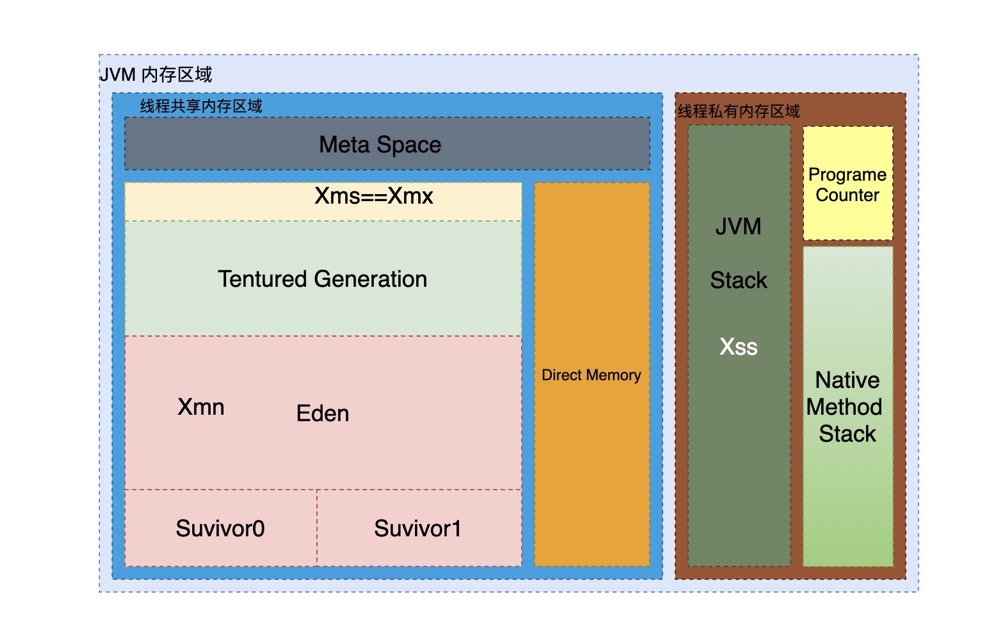 JVM 内存区域
线程共享内存区域
Meta Space
Xms==Xmx
Tentured Generation
Xmn
Eden
Suvivor0
Suvivor1
Direct Memory
线程私有内存区域
JVM
Stack
Xss
Programe
Counter
Native
Method
Stack